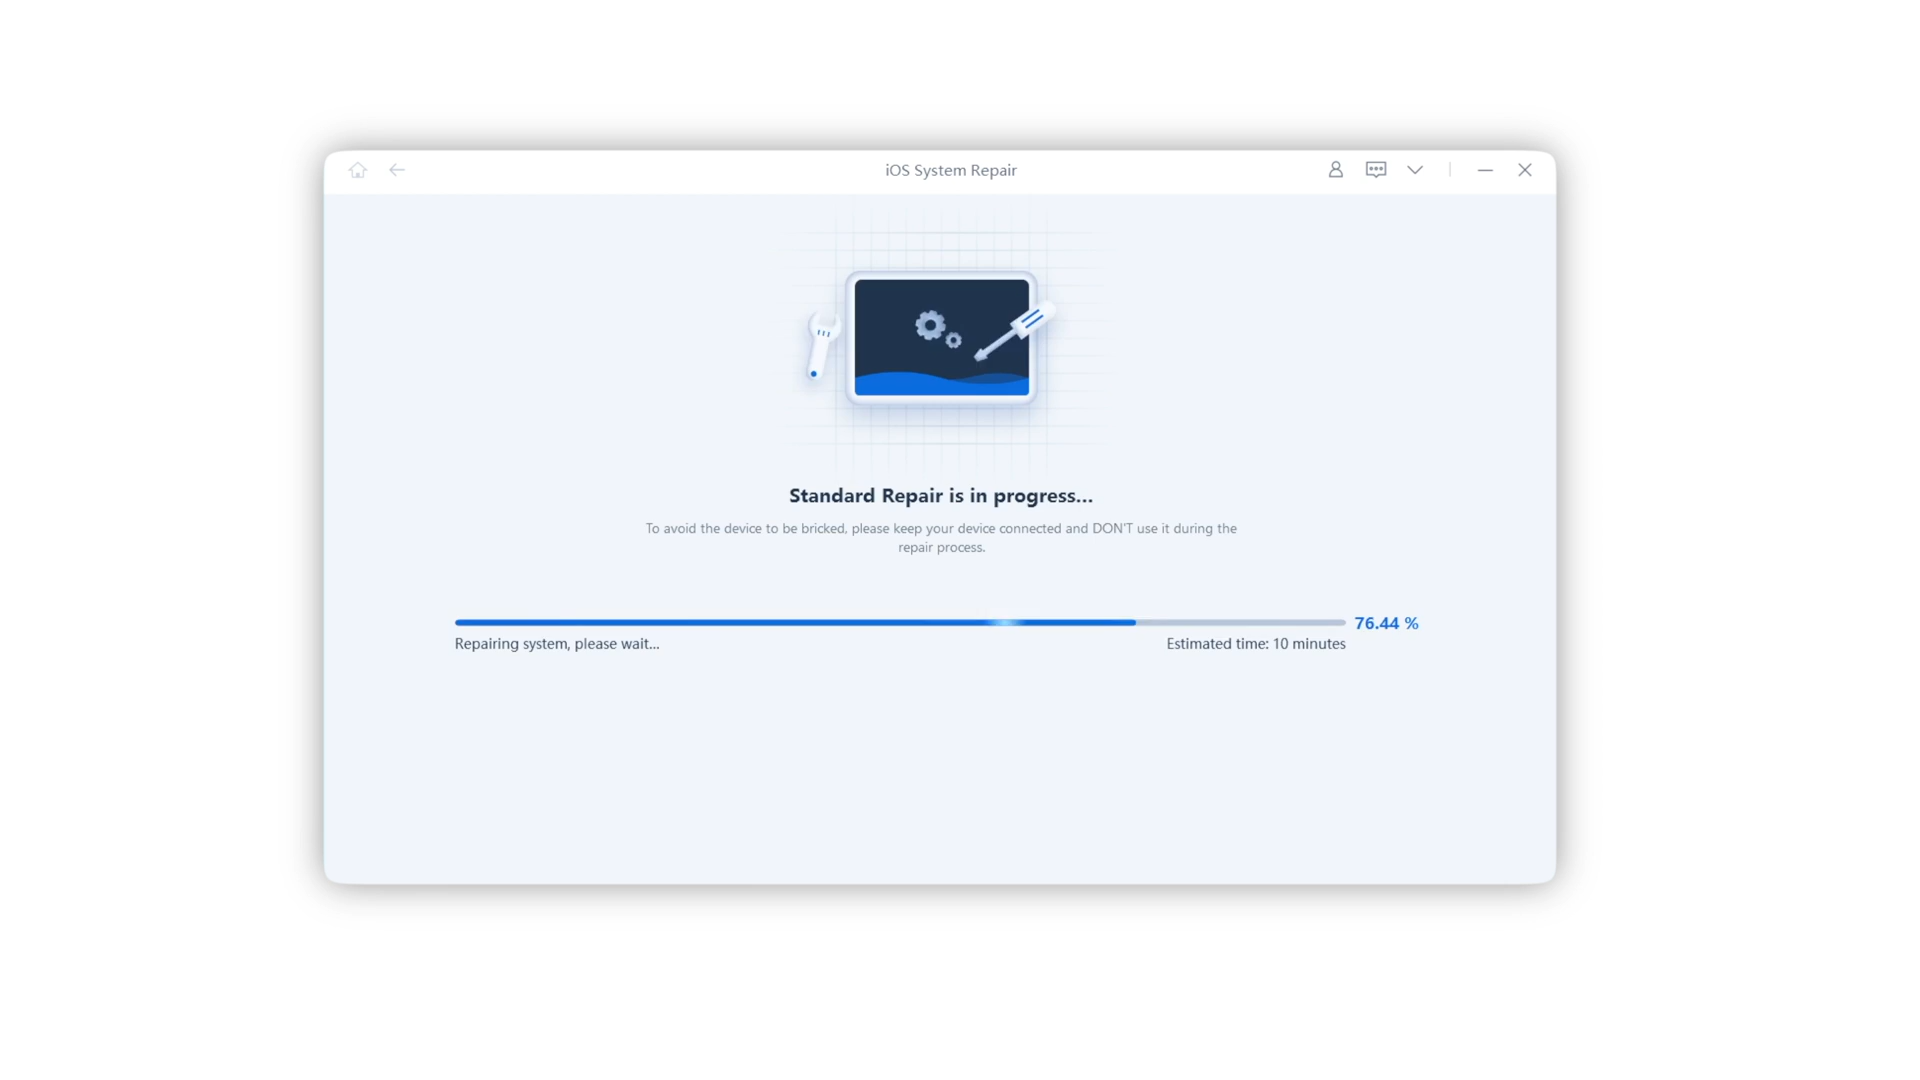 iOS System Repair
Standard Repair is in progress...
To avoid the device to be bricked, please keep your device connected and DON'T use it during the
repair process.
76.44 %
Repairing system, please wait...
Estimated time: 10 minutes